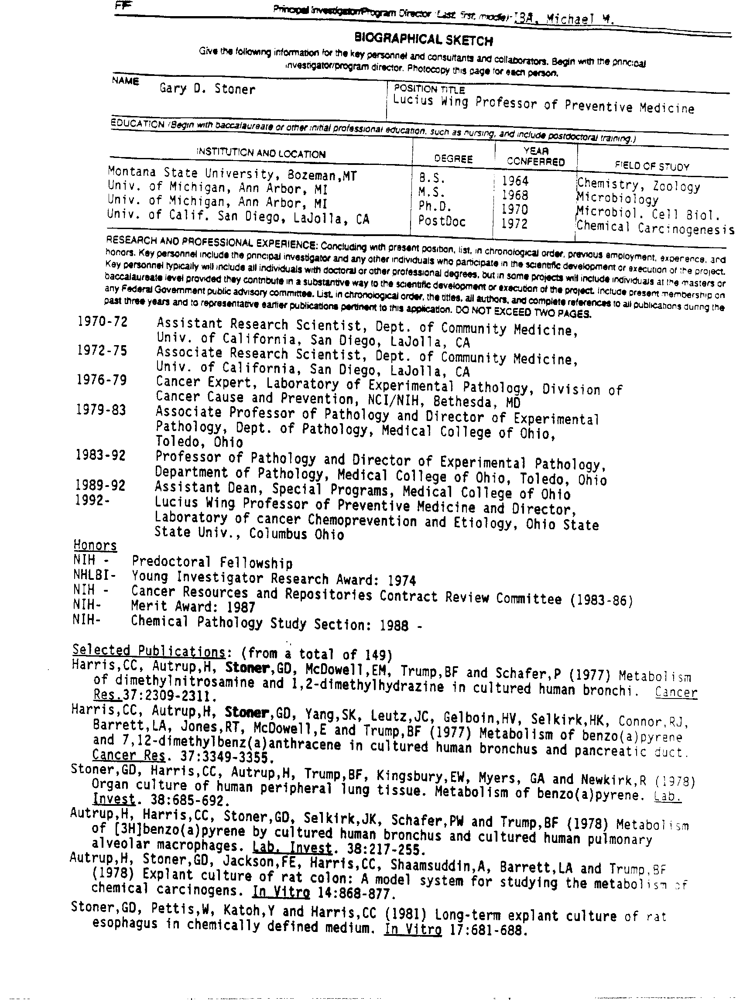 FF
Principal Investigator/Program Director (Last, first, middle): IBA, Michael M.
BIOGRAPHICAL SKETCH
Give the following information for the key personnel and consultants and collaborators. Begin with the principal
investigator/program director. Photocopy this page for each person.
NAME
Gary D. Stoner
POSITION TITLE
Lucius Wing Professor of Preventive Medicine
EDUCATION (Begin with baccalaureate or other initial professional education, such as nursing, and include postdoctoral training.)
INSTITUTION AND LOCATION DEGREE YEAR CONFERRED FIELD OF STUDY
Montana State University, Bozeman,MT B.S. 1964 Chemistry, Zoology
Univ. of Michigan, Ann Arbor, MI M.S. 1968 Microbiology
Univ. of Michigan, Ann Arbor, MI Ph.D. 1970 Microbiol. Cell Biol.
Univ. of Calif. San Diego, LaJolla, CA PostDoc 1972 Chemical Carcinogenesis
RESEARCH AND PROFESSIONAL EXPERIENCE: Concluding with present position, list, in chronological order, previous employment, experience, and
honors. Key personnel include the principal investigator and any other individuals who participate in the scientific development or execution of the project.
Key personnel typically will include all individuals with doctoral or other professional degrees, but in some projects will include individuals at the masters or
baccalaureate level provided they contribute in a substantive way to the scientific development or execution of the project. Include present membership on
any Federal Government public advisory committee. List, in chronological order, the titles, all authors, and complete references to all publications during the
past three years and to representative earlier publications pertinent to this application. DO NOT EXCEED TWO PAGES.
1970-72 Assistant Research Scientist, Dept. of Community Medicine,
Univ. of California, San Diego, LaJolla, CA
1972-75 Associate Research Scientist, Dept. of Community Medicine,
Univ. of California, San Diego, LaJolla, CA
1976-79 Cancer Expert, Laboratory of Experimental Pathology, Division of
Cancer Cause and Prevention, NCI/NIH, Bethesda, MD
1979-83 Associate Professor of Pathology and Director of Experimental
Pathology, Dept. of Pathology, Medical College of Ohio,
Toledo, Ohio
1983-92 Professor of Pathology and Director of Experimental Pathology,
Department of Pathology, Medical College of Ohio, Toledo, Ohio
1989-92 Assistant Dean, Special Programs, Medical College of Ohio
1992- Lucius Wing Professor of Preventive Medicine and Director,
Laboratory of cancer Chemoprevention and Etiology, Ohio State
State Univ., Columbus Ohio
Honors
NIH - Predoctoral Fellowship
NHLBI- Young Investigator Research Award: 1974
NIH - Cancer Resources and Repositories Contract Review Committee (1983-86)
NIH- Merit Award: 1987
NIH- Chemical Pathology Study Section: 1988 -
Selected Publications: (from a total of 149)
Harris,CC, Autrup,H, Stoner,GD, McDowell,EM, Trump,BF and Schafer,P (1977) Metabolism
of dimethylnitrosamine and 1,2-dimethylhydrazine in cultured human bronchi. Cancer
Res.37:2309-2311.
Harris,CC, Autrup,H, Stoner,GD, Yang,SK, Leutz,JC, Gelboin,HV, Selkirk,HK, Connor,RJ,
Barrett,LA, Jones,RT, McDowell,E and Trump,BF (1977) Metabolism of benzo(a)pyrene
and 7,12-dimethylbenz(a)anthracene in cultured human bronchus and pancreatic duct.
Cancer Res. 37:3349-3355.
Stoner,GD, Harris,CC, Autrup,H, Trump,BF, Kingsbury,EW, Myers, GA and Newkirk,R (1978)
Organ culture of human peripheral lung tissue. Metabolism of benzo(a)pyrene. Lab.
Invest. 38:685-692.
Autrup,H, Harris,CC, Stoner,GD, Selkirk,JK, Schafer,PW and Trump,BF (1978) Metabolism
of [3H]benzo(a)pyrene by cultured human bronchus and cultured human pulmonary
alveolar macrophages. Lab. Invest. 38:217-255.
Autrup,H, Stoner,GD, Jackson,FE, Harris,CC, Shaamsuddin,A, Barrett,LA and Trump,BF
(1978) Explant culture of rat colon: A model system for studying the metabolism of
chemical carcinogens. In Vitro 14:868-877.
Stoner,GD, Pettis,W, Katoh,Y and Harris,CC (1981) Long-term explant culture of rat
esophagus in chemically defined medium. In Vitro 17:681-688.